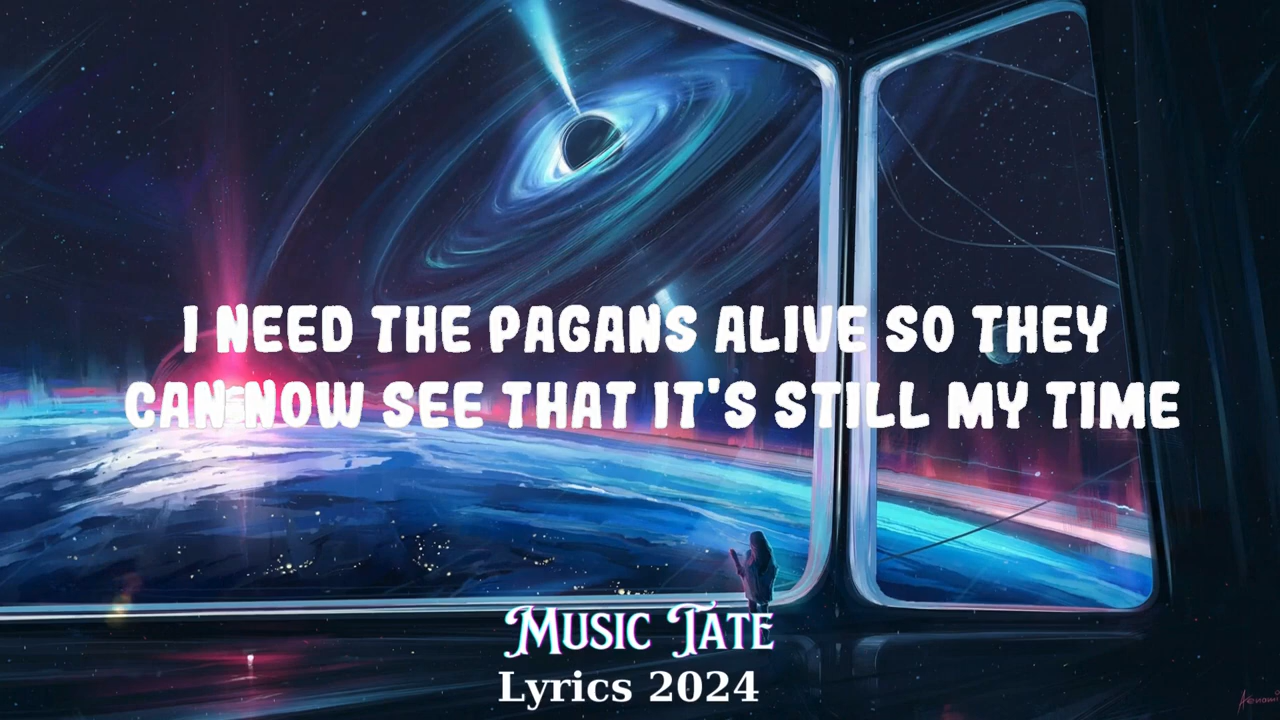 I NEED THE PAGANS ALIVE SO THEY
CAN NOW SEE THAT IT'S STILL MY TIME
MUSIC TATE
Lyrics 2024